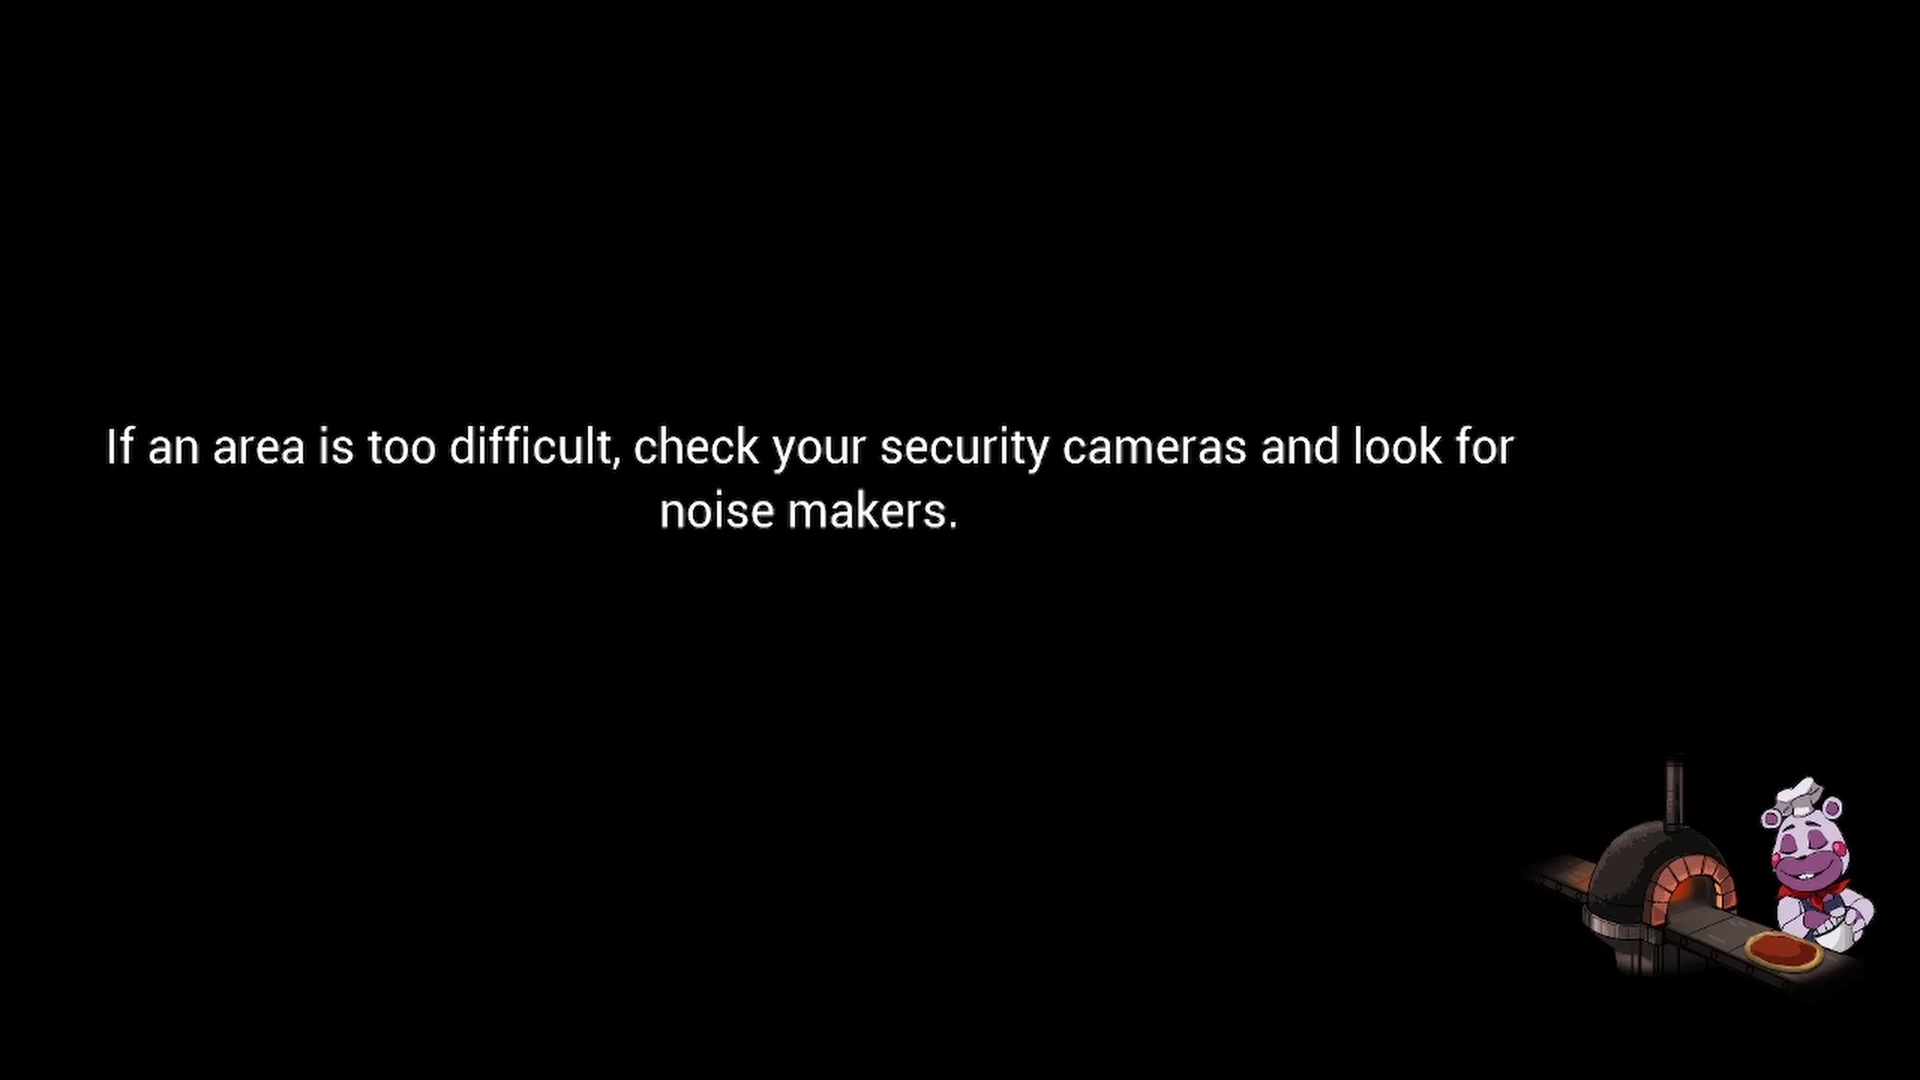 If an area is too difficult, check your security cameras and look for
noise makers.